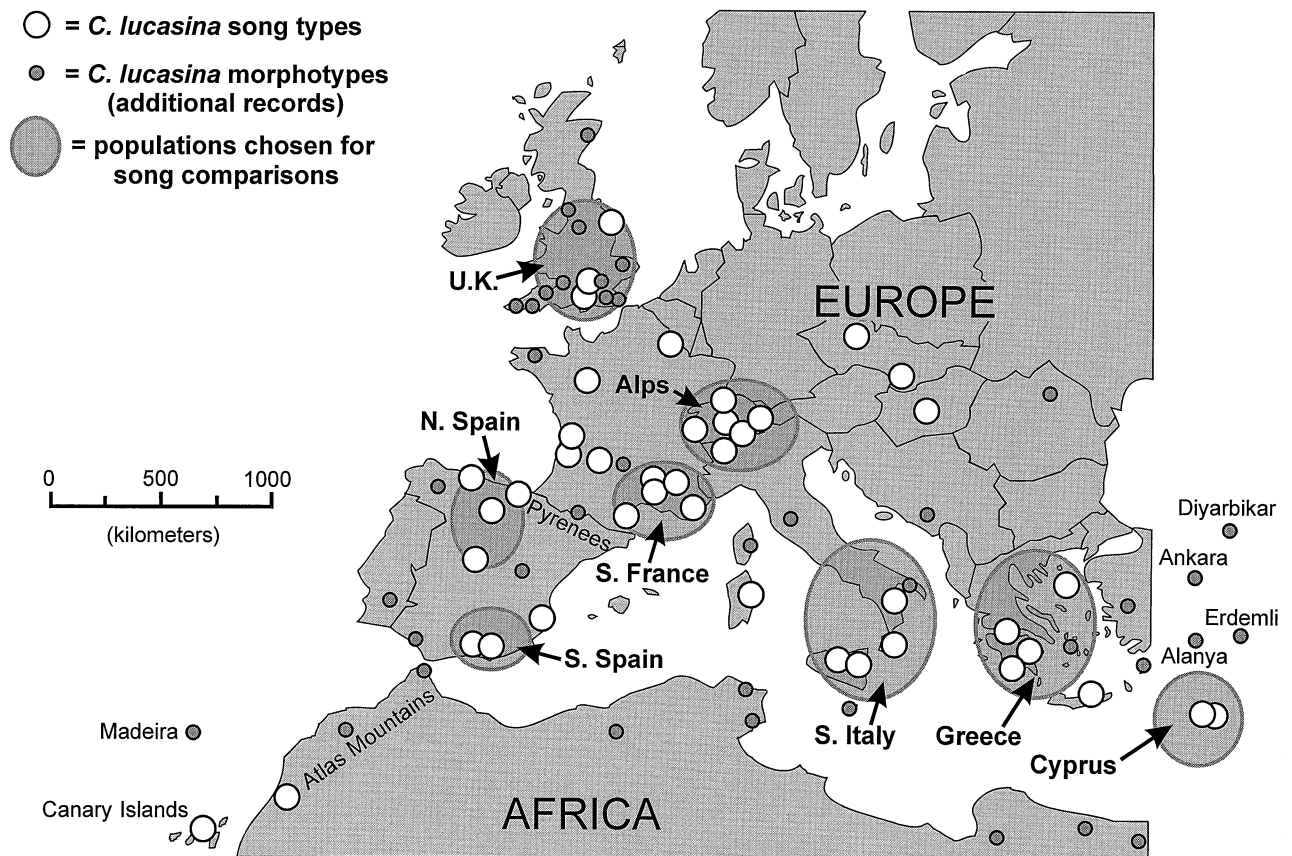 = C. lucasina song types
= C. lucasina morphotypes
(additional records)
= populations chosen for
song comparisons
U.K.
EUROPE
Alps
N. Spain
0 500 1000
(kilometers)
Pyrenees
Diyarbikar
Ankara
S. France
Erdemli
S. Spain
Alanya
Madeira
Atlas Mountains
S. Italy
Greece
Cyprus
Canary Islands
AFRICA